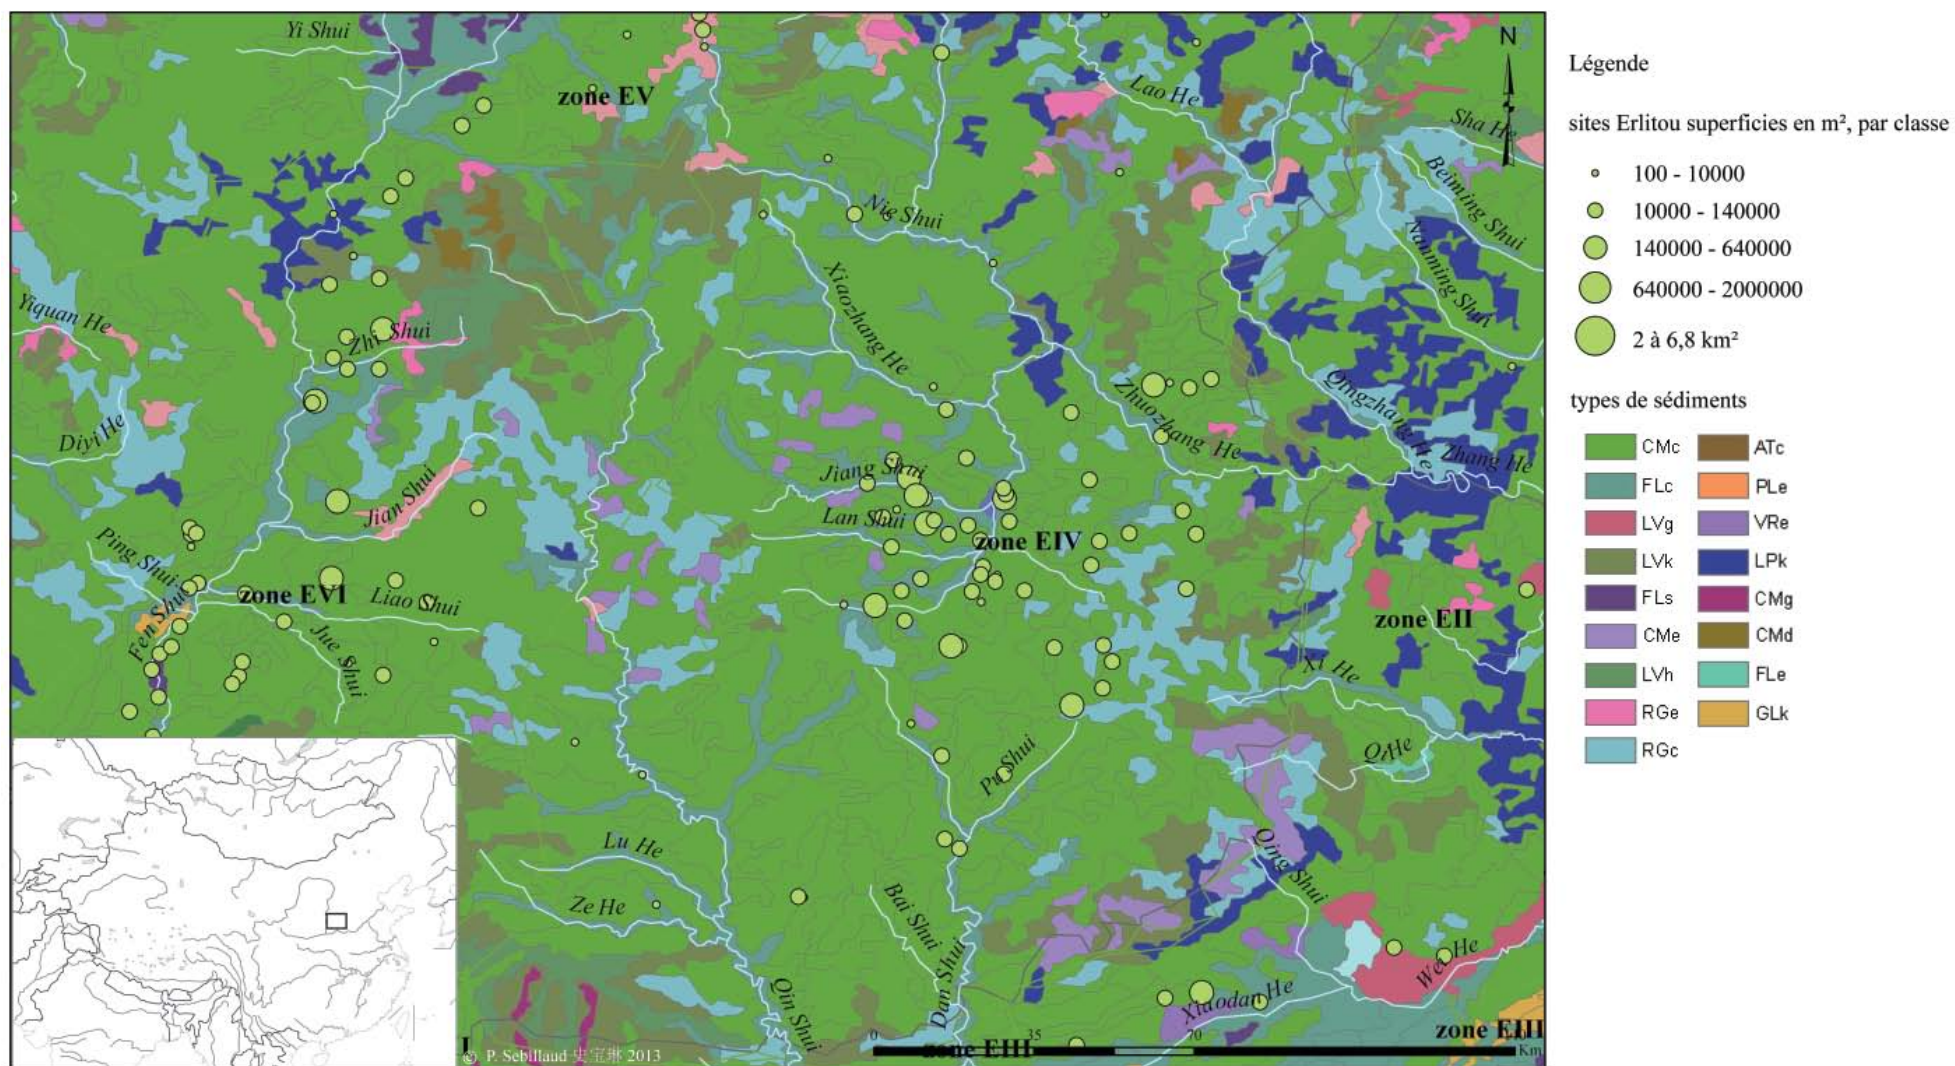 Yi Shui
zone EV
Lao He
N
Sha He
Beiming Shui
Nanming Shui
Nie Shui
Xiaozhang He
Yiquan He
Zhi Shui
Diyi He
Zhuozhang He
Qingzhang He
Zhang He
Jian Shui
Jiang Shui
Lan Shui
zone EIV
Ping Shui
zone EVI
Liao Shui
Fen Shui
Jue Shui
zone EII
Xi He
Qi He
Pu Shui
Lu He
Ze He
Bai Shui
Qing Shui
Wei He
Qin Shui
Dan Shui
Xiaodan He
zone EIII
zone EIII
0 35 70
Km
© P. Sebillaud 史宝琳 2013
Légende
sites Erlitou superficies en m², par classe
100 - 10000
10000 - 140000
140000 - 640000
640000 - 2000000
2 à 6,8 km²
types de sédiments
CMc
FLc
LVg
LVk
FLs
CMe
LVh
RGe
RGc
ATc
PLe
VRe
LPk
CMg
CMd
FLe
GLk